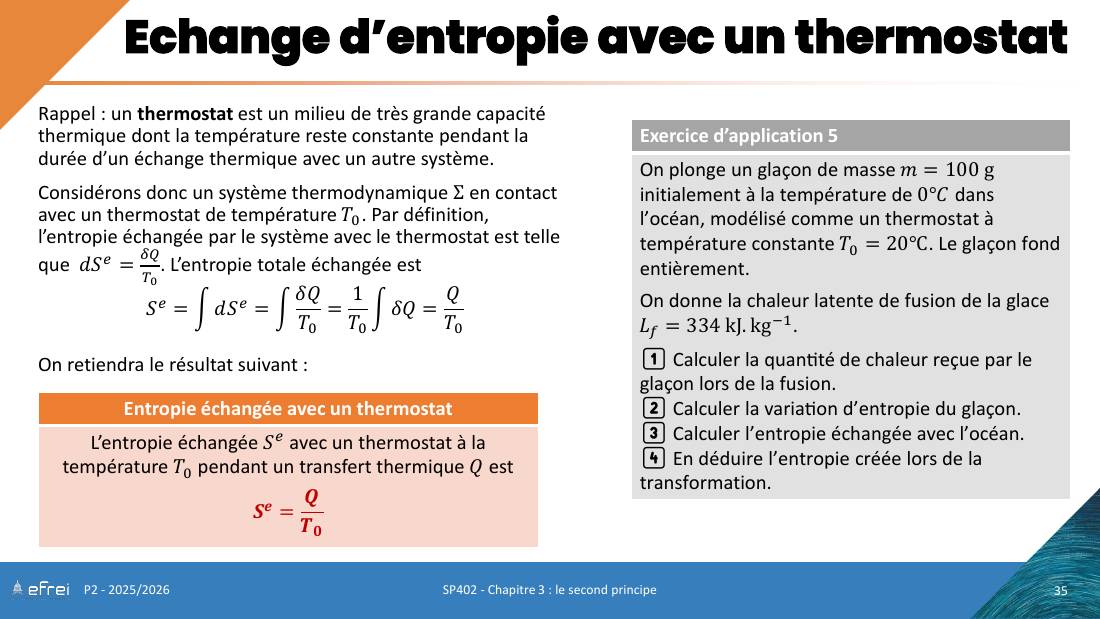 Echange d’entropie avec un thermostat
Rappel : un thermostat est un milieu de très grande capacité
thermique dont la température reste constante pendant la
durée d’un échange thermique avec un autre système.
Considérons donc un système thermodynamique Σ en contact
avec un thermostat de température T₀. Par définition,
l’entropie échangée par le système avec le thermostat est telle
que dSᵉ = δQ/T₀. L’entropie totale échangée est
Sᵉ = ∫ dSᵉ = ∫ δQ/T₀ = 1/T₀ ∫ δQ = Q/T₀
On retiendra le résultat suivant :
Entropie échangée avec un thermostat
L’entropie échangée Sᵉ avec un thermostat à la
température T₀ pendant un transfert thermique Q est
Sᵉ = Q/T₀
Exercice d’application 5
On plonge un glaçon de masse m = 100 g
initialement à la température de 0°C dans
l’océan, modélisé comme un thermostat à
température constante T₀ = 20°C. Le glaçon fond
entièrement.
On donne la chaleur latente de fusion de la glace
L_f = 334 kJ.kg⁻¹.
1 Calculer la quantité de chaleur reçue par le
glaçon lors de la fusion.
2 Calculer la variation d’entropie du glaçon.
3 Calculer l’entropie échangée avec l’océan.
4 En déduire l’entropie créée lors de la
transformation.
efrei P2 - 2025/2026
SP402 - Chapitre 3 : le second principe
35